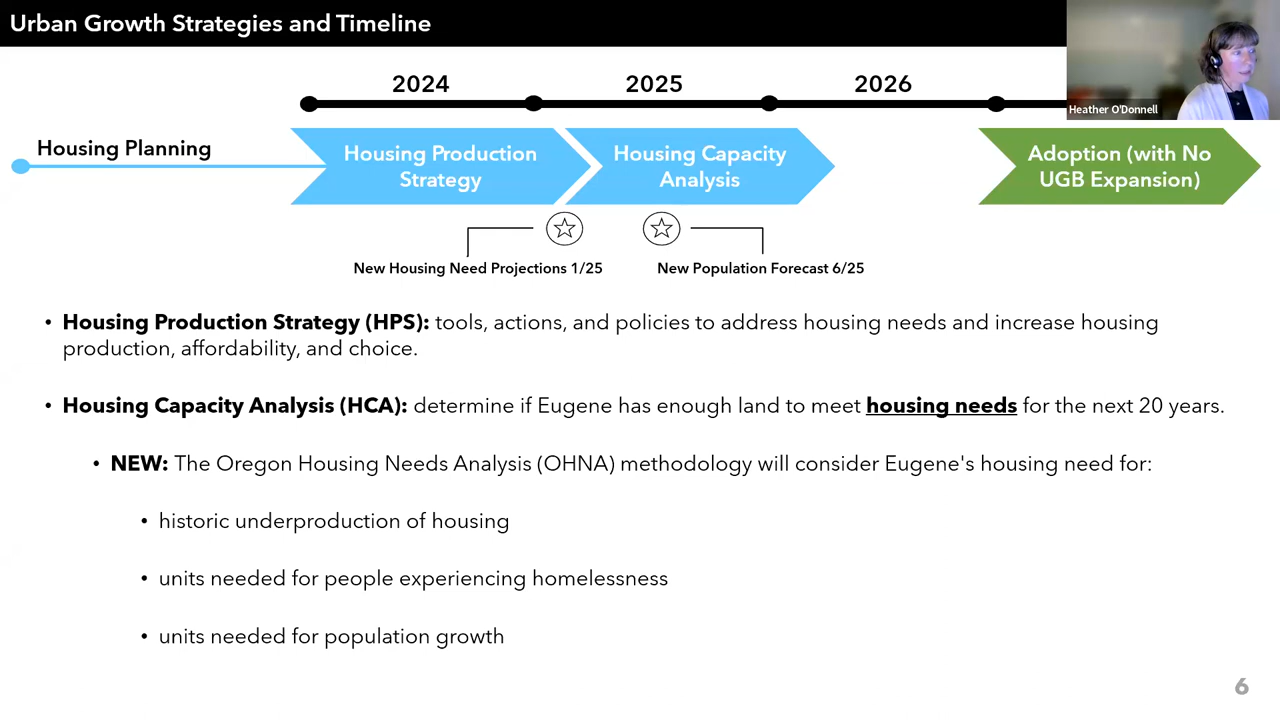 Urban Growth Strategies and Timeline
2024
2025
2026
Heather O'Donnell
Housing Planning
Housing Production
Strategy
Housing Capacity
Analysis
Adoption (with No
UGB Expansion)
New Housing Need Projections 1/25
New Population Forecast 6/25
• Housing Production Strategy (HPS): tools, actions, and policies to address housing needs and increase housing
production, affordability, and choice.
• Housing Capacity Analysis (HCA): determine if Eugene has enough land to meet housing needs for the next 20 years.
• NEW: The Oregon Housing Needs Analysis (OHNA) methodology will consider Eugene's housing need for:
• historic underproduction of housing
• units needed for people experiencing homelessness
• units needed for population growth
6